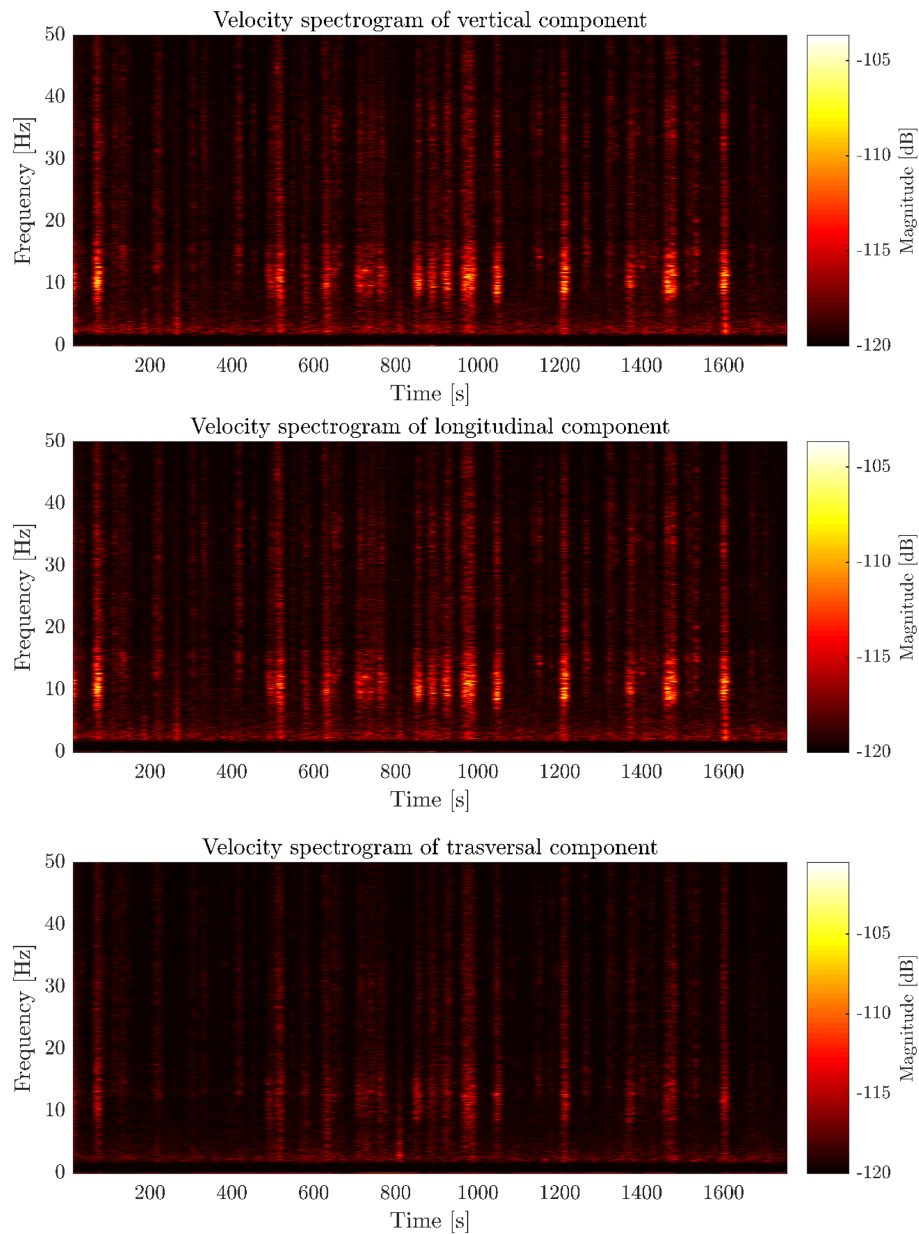 Velocity spectrogram of vertical component
50
40
30
20
10
0
Frequency [Hz]
200 400 600 800 1000 1200 1400 1600
Time [s]
-105
-110
-115
-120
Magnitude [dB]
Velocity spectrogram of longitudinal component
50
40
30
20
10
0
Frequency [Hz]
200 400 600 800 1000 1200 1400 1600
Time [s]
-105
-110
-115
-120
Magnitude [dB]
Velocity spectrogram of trasversal component
50
40
30
20
10
0
Frequency [Hz]
200 400 600 800 1000 1200 1400 1600
Time [s]
-105
-110
-115
-120
Magnitude [dB]